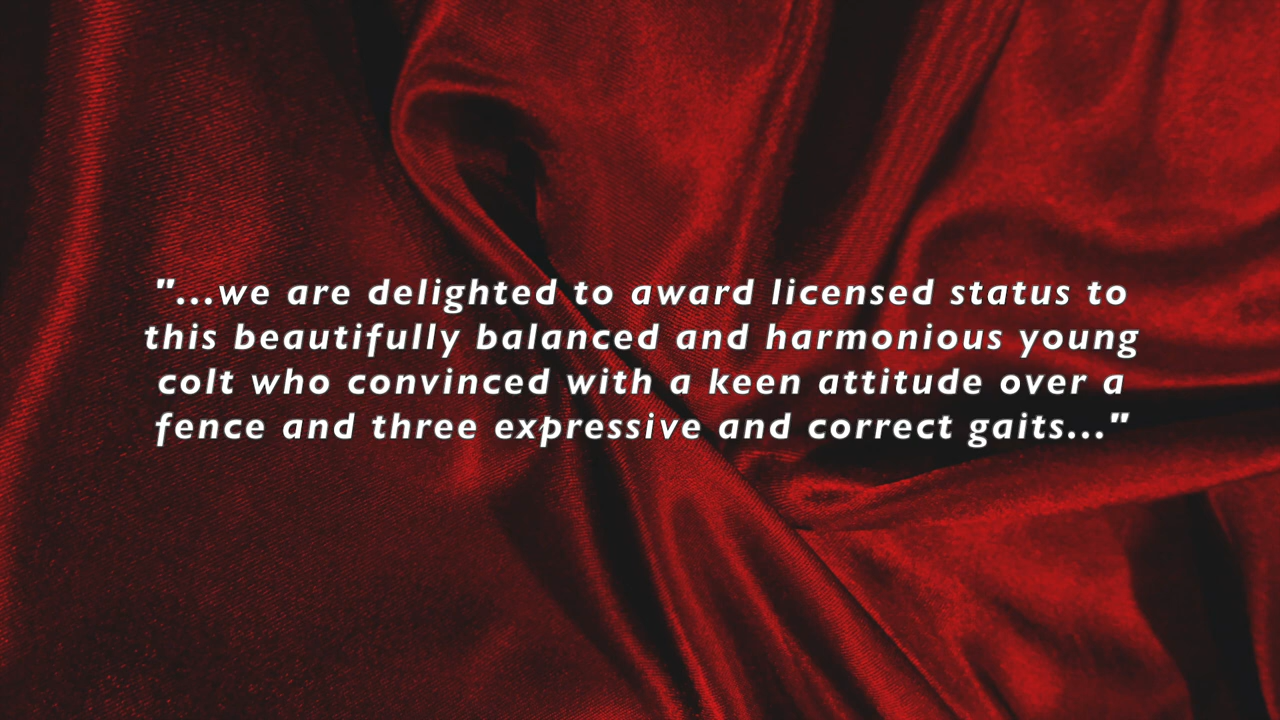 "...we are delighted to award licensed status to
this beautifully balanced and harmonious young
colt who convinced with a keen attitude over a
fence and three expressive and correct gaits..."